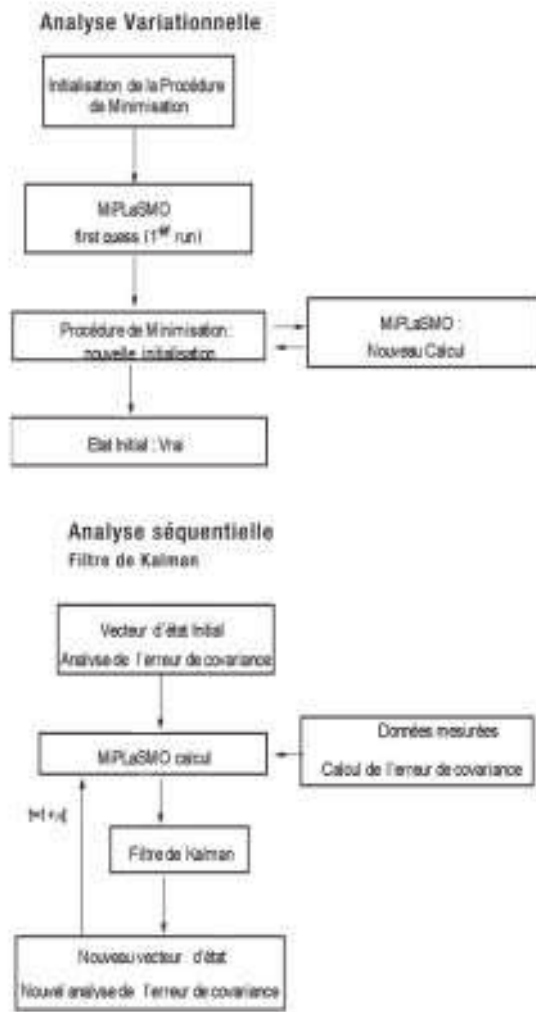 Analyse Variationnelle
Initialisation de la Procédure
de Minimisation
MiPLaSMO
first guess (1st run)
Procédure de Minimisation :
nouvelle initialisation
MiPLaSMO :
Nouveau Calcul
Etat Initial : Vrai
Analyse séquentielle
Filtre de Kalman
Vecteur d'état Initial
Analyse de l'erreur de covariance
MiPLaSMO calcul
Données mesurées
Calcul de l'erreur de covariance
Filtre de Kalman
Nouveau vecteur d'état
Nouvel analyse de l'erreur de covariance